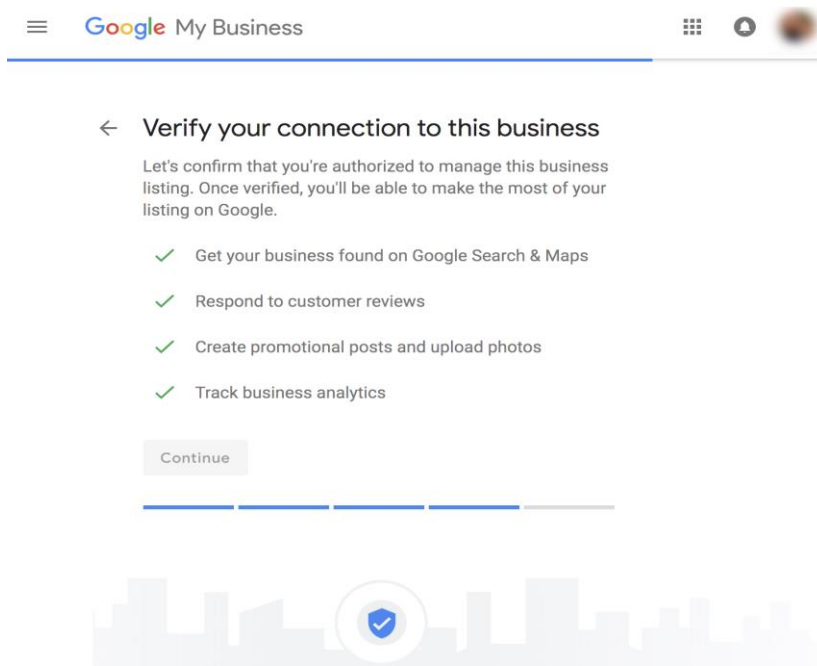 Google My Business
Verify your connection to this business
Let's confirm that you're authorized to manage this business
listing. Once verified, you'll be able to make the most of your
listing on Google.
Get your business found on Google Search & Maps
Respond to customer reviews
Create promotional posts and upload photos
Track business analytics
Continue